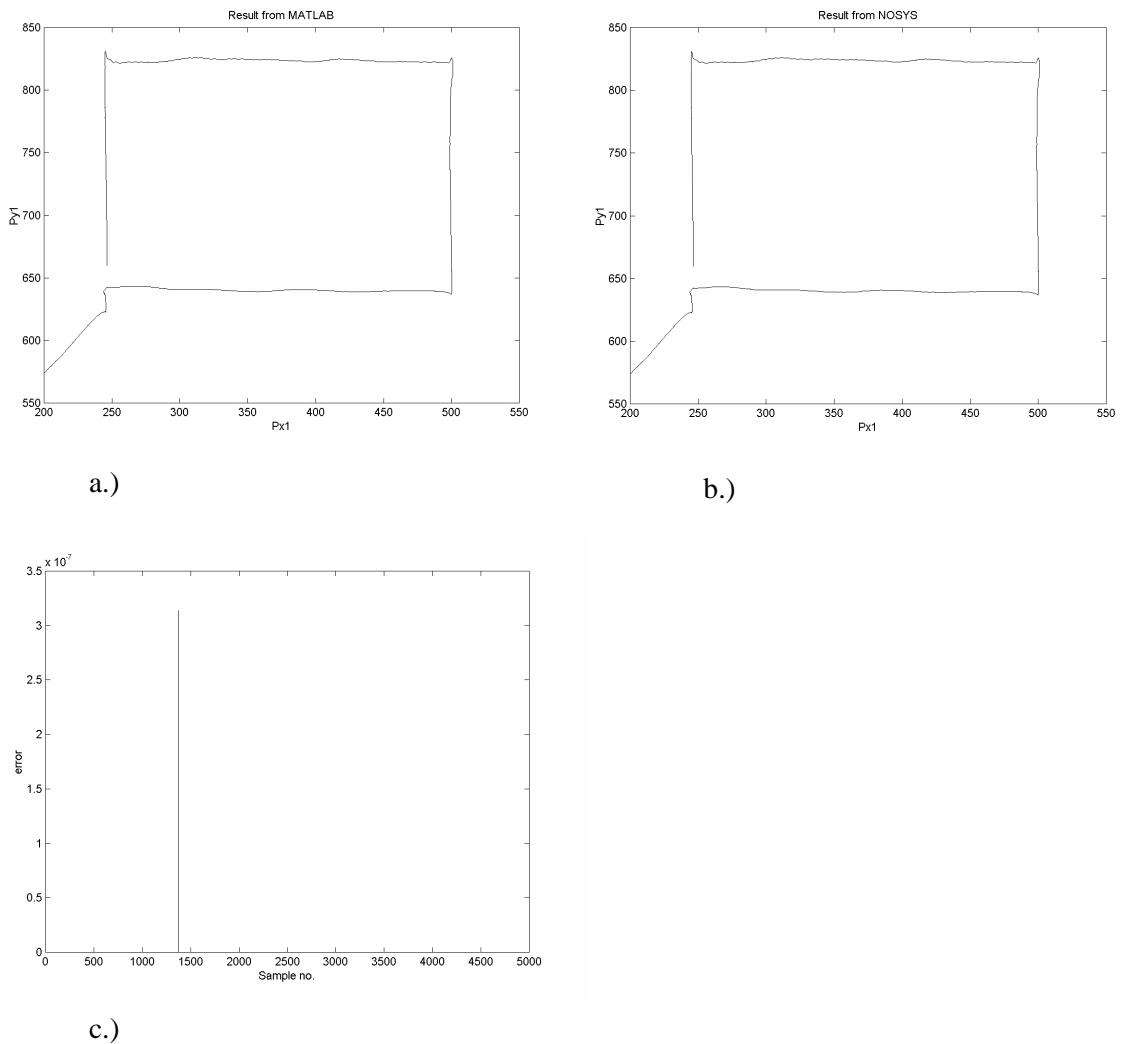 Result from MATLAB
850
800
750
700
650
600
550
Py1
200 250 300 350 400 450 500 550
Px1
a.)
Result from NOSYS
850
800
750
700
650
600
550
Py1
200 250 300 350 400 450 500 550
Px1
b.)
x 10^-7
3.5
3
2.5
2
1.5
1
0.5
0
error
0 500 1000 1500 2000 2500 3000 3500 4000 4500 5000
Sample no.
c.)